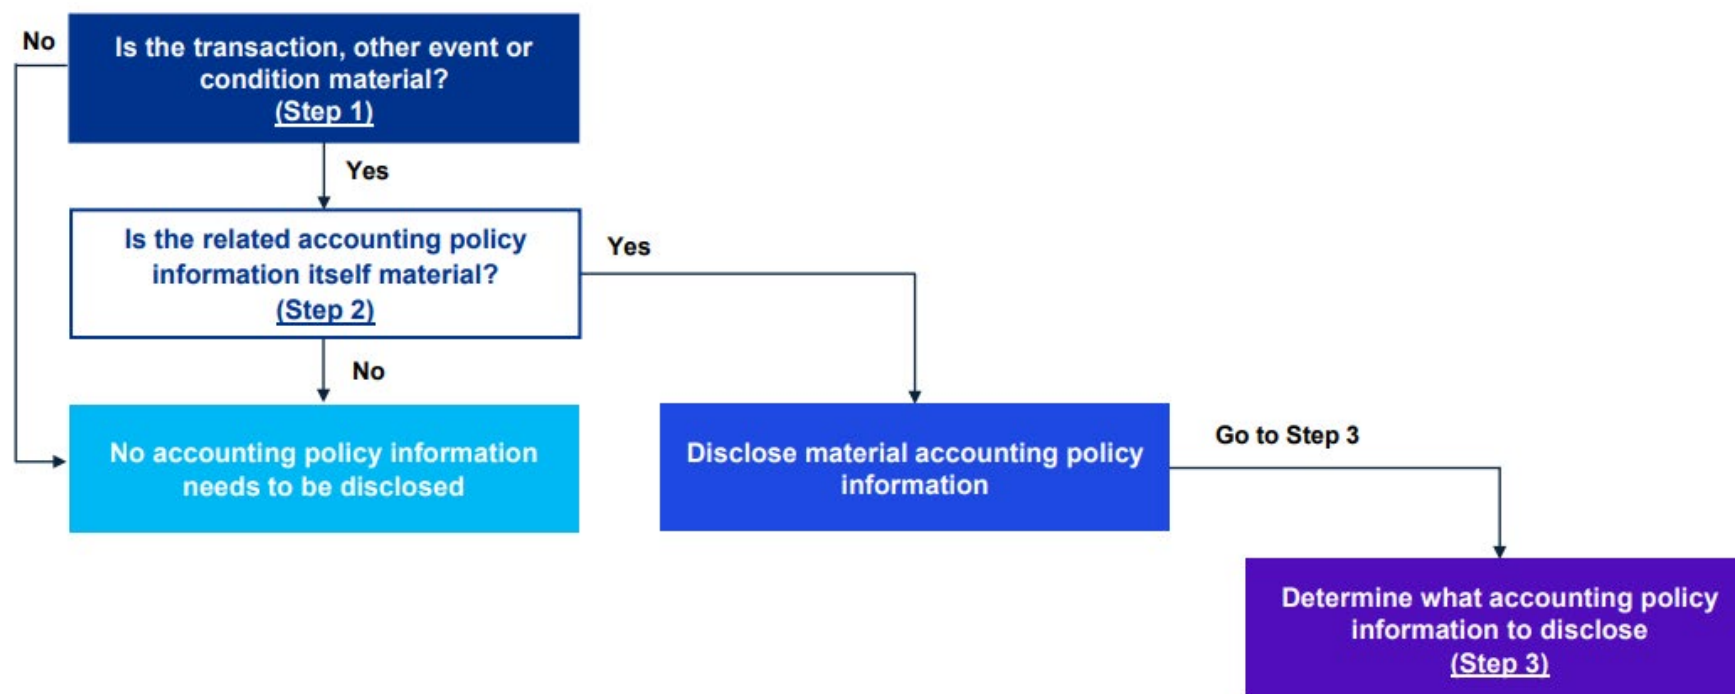 No
Is the transaction, other event or
condition material?
(Step 1)
Yes
Is the related accounting policy
information itself material?
(Step 2)
Yes
No
No accounting policy information
needs to be disclosed
Disclose material accounting policy
information
Go to Step 3
Determine what accounting policy
information to disclose
(Step 3)